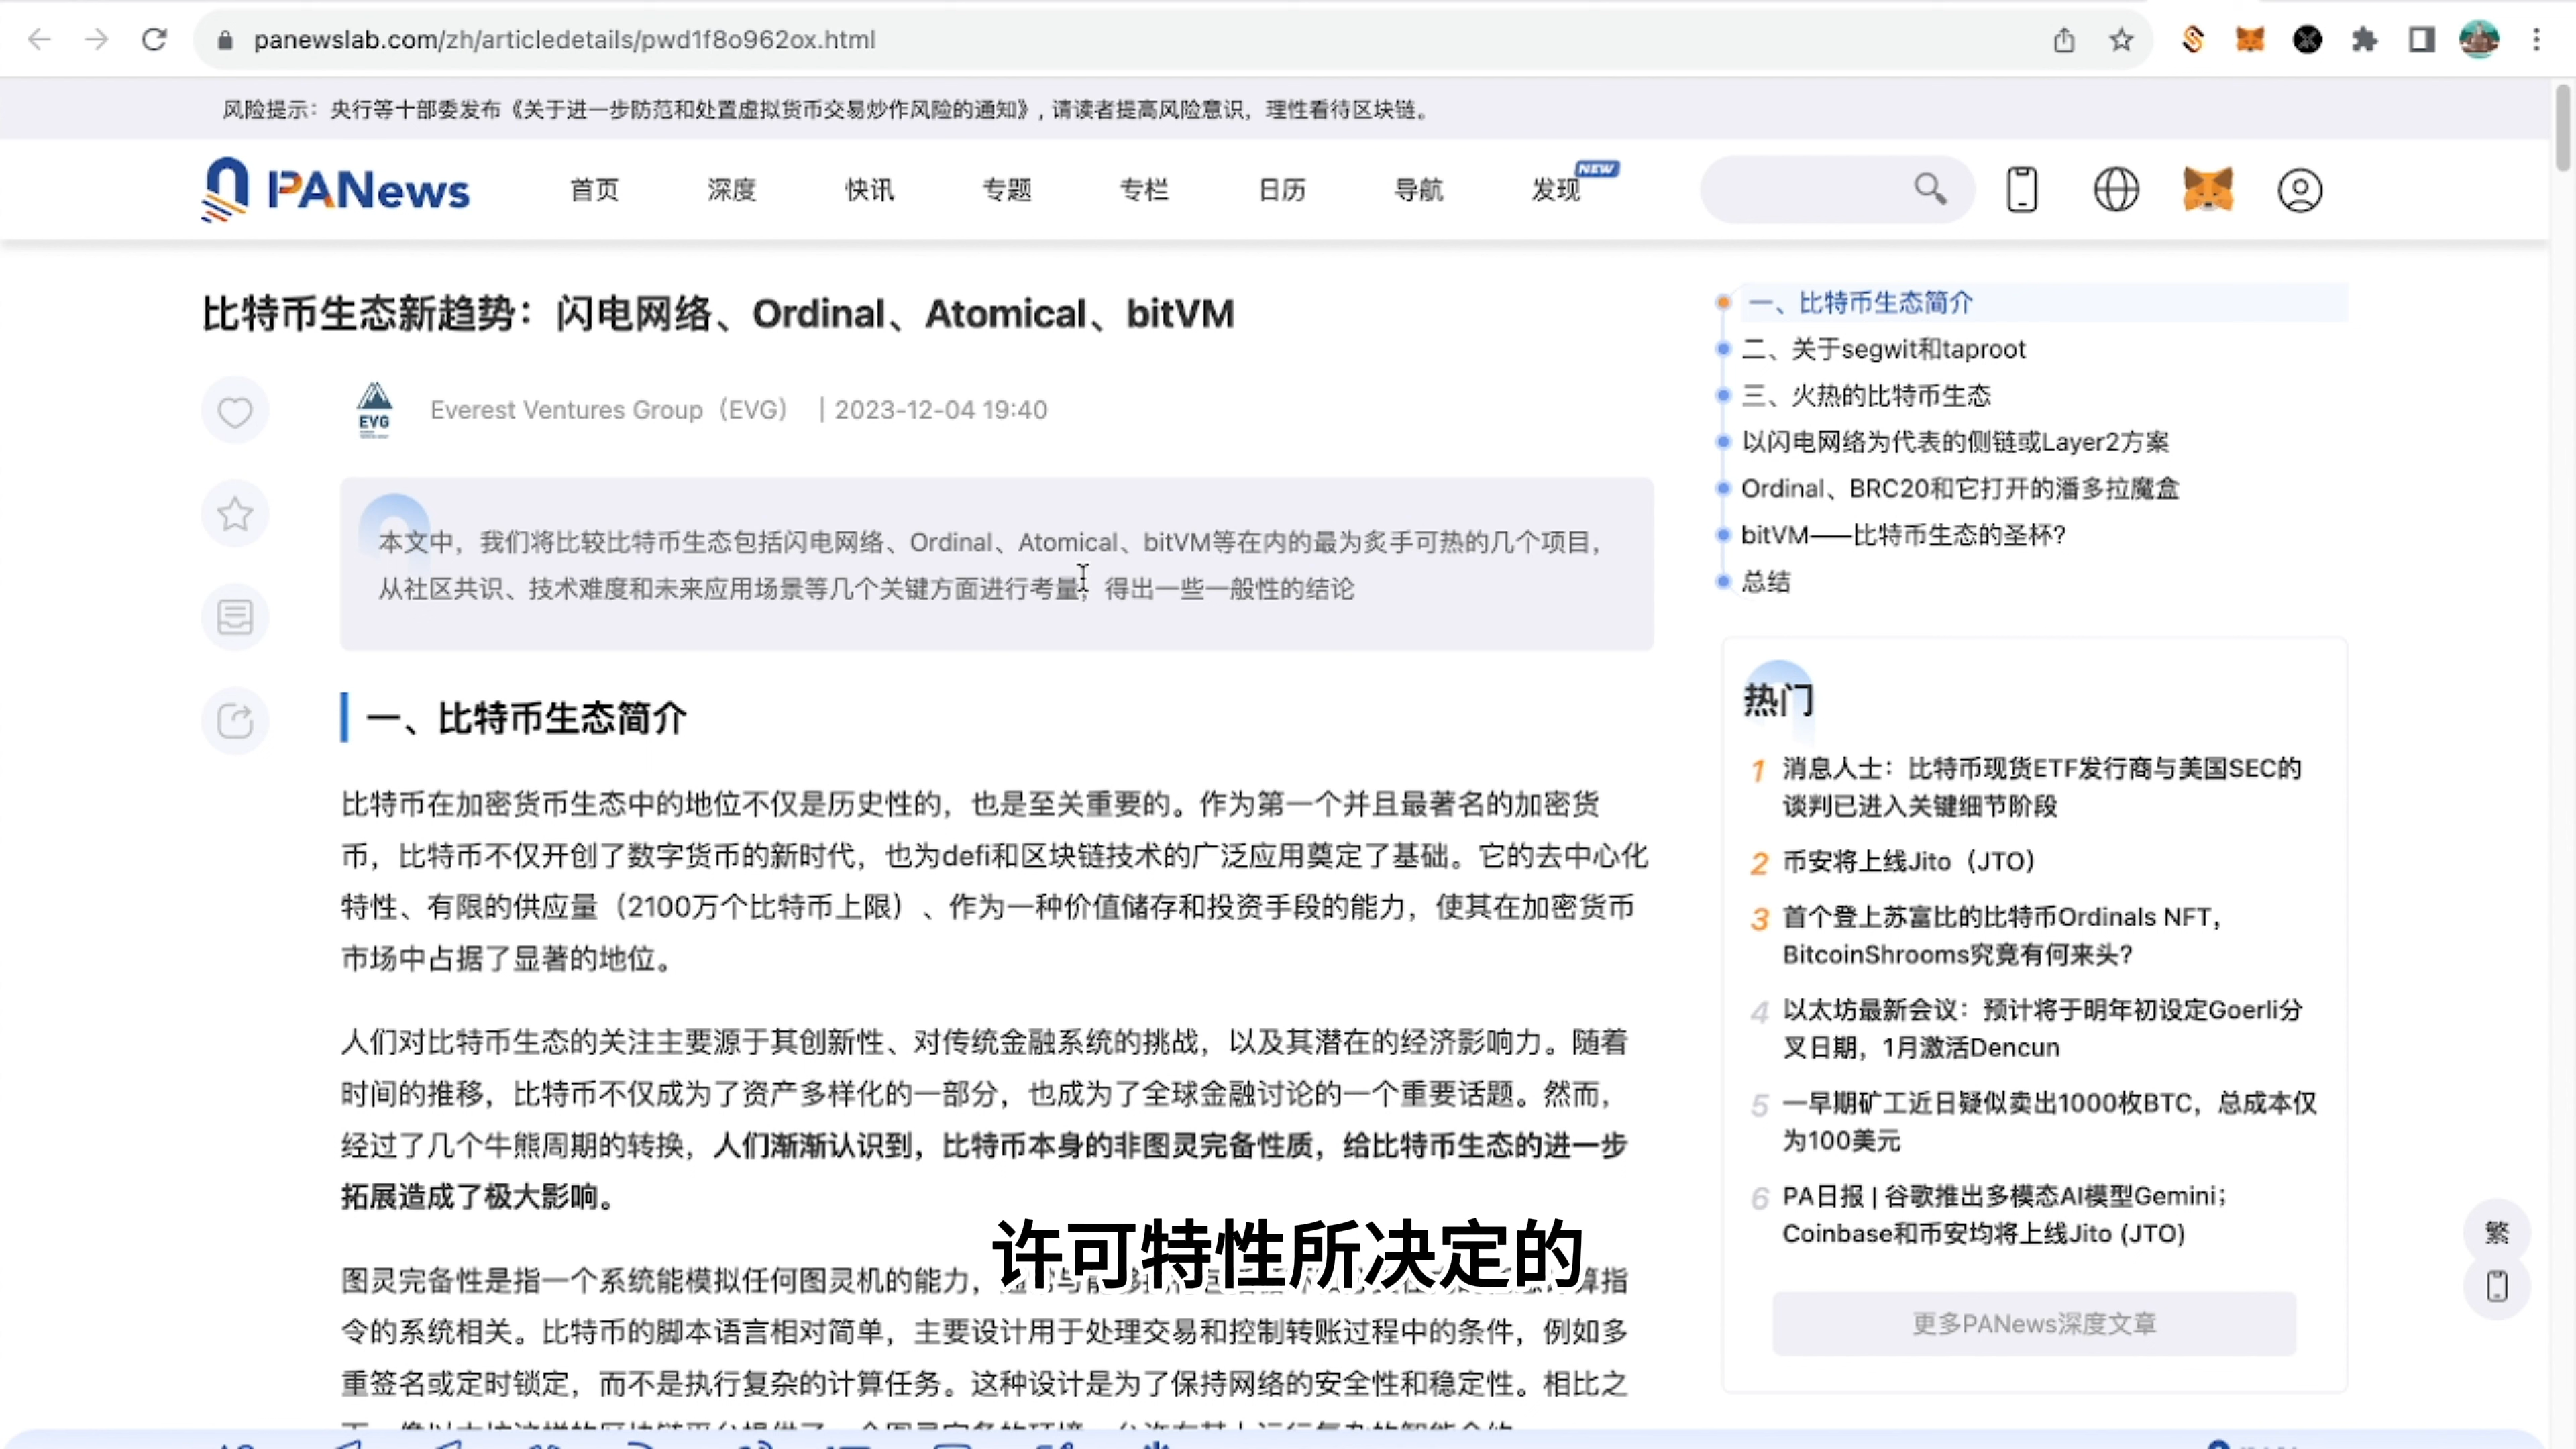 panewslab.com/zh/articledetails/pwd1f8o962ox.html
风险提示：央行等十部委发布《关于进一步防范和处置虚拟货币交易炒作风险的通知》，请读者提高风险意识，理性看待区块链。
PANews
首页
深度
快讯
专题
专栏
日历
导航
发现
NEW
比特币生态新趋势：闪电网络、Ordinal、Atomical、bitVM
EVG
Everest Ventures Group（EVG） | 2023-12-04 19:40
本文中，我们将比较比特币生态包括闪电网络、Ordinal、Atomical、bitVM等在内的最为炙手可热的几个项目，
从社区共识、技术难度和未来应用场景等几个关键方面进行考量，得出一些一般性的结论
一、比特币生态简介
比特币在加密货币生态中的地位不仅是历史性的，也是至关重要的。作为第一个并且最著名的加密货
币，比特币不仅开创了数字货币的新时代，也为defi和区块链技术的广泛应用奠定了基础。它的去中心化
特性、有限的供应量（2100万个比特币上限）、作为一种价值储存和投资手段的能力，使其在加密货币
市场中占据了显著的地位。
人们对比特币生态的关注主要源于其创新性、对传统金融系统的挑战，以及其潜在的经济影响力。随着
时间的推移，比特币不仅成为了资产多样化的一部分，也成为了全球金融讨论的一个重要话题。然而，
经过了几个牛熊周期的转换，人们渐渐认识到，比特币本身的非图灵完备性质，给比特币生态的进一步
拓展造成了极大影响。
图灵完备性是指一个系统能模拟任何图灵机的能力， 算指
令的系统相关。比特币的脚本语言相对简单，主要设计用于处理交易和控制转账过程中的条件，例如多
重签名或定时锁定，而不是执行复杂的计算任务。这种设计是为了保持网络的安全性和稳定性。相比之
许可特性所决定的
一、比特币生态简介
二、关于segwit和taproot
三、火热的比特币生态
以闪电网络为代表的侧链或Layer2方案
Ordinal、BRC20和它打开的潘多拉魔盒
bitVM——比特币生态的圣杯？
总结
热门
1 消息人士：比特币现货ETF发行商与美国SEC的
谈判已进入关键细节阶段
2 币安将上线Jito（JTO）
3 首个登上苏富比的比特币Ordinals NFT，
BitcoinShrooms究竟有何来头？
4 以太坊最新会议：预计将于明年初设定Goerli分
叉日期，1月激活Dencun
5 一早期矿工近日疑似卖出1000枚BTC，总成本仅
为100美元
6 PA日报 | 谷歌推出多模态AI模型Gemini；
Coinbase和币安均将上线Jito (JTO)
更多PANews深度文章
繁